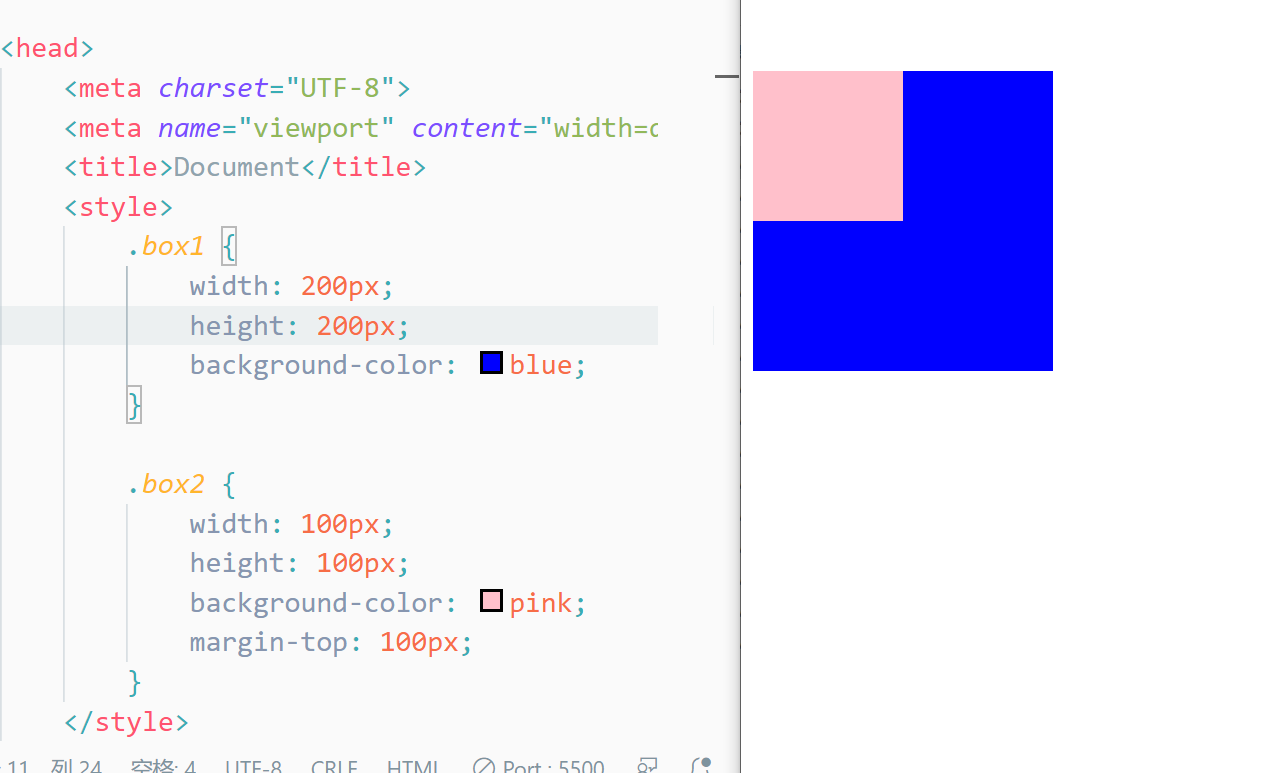 <head>
<meta charset="UTF-8">
<meta name="viewport" content="width=
<title>Document</title>
<style>
.box1 {
width: 200px;
height: 200px;
background-color: blue;
}
.box2 {
width: 100px;
height: 100px;
background-color: pink;
margin-top: 100px;
}
</style>
11 列 24 空格: 4 UTF-8 CRLF HTML Port : 5500